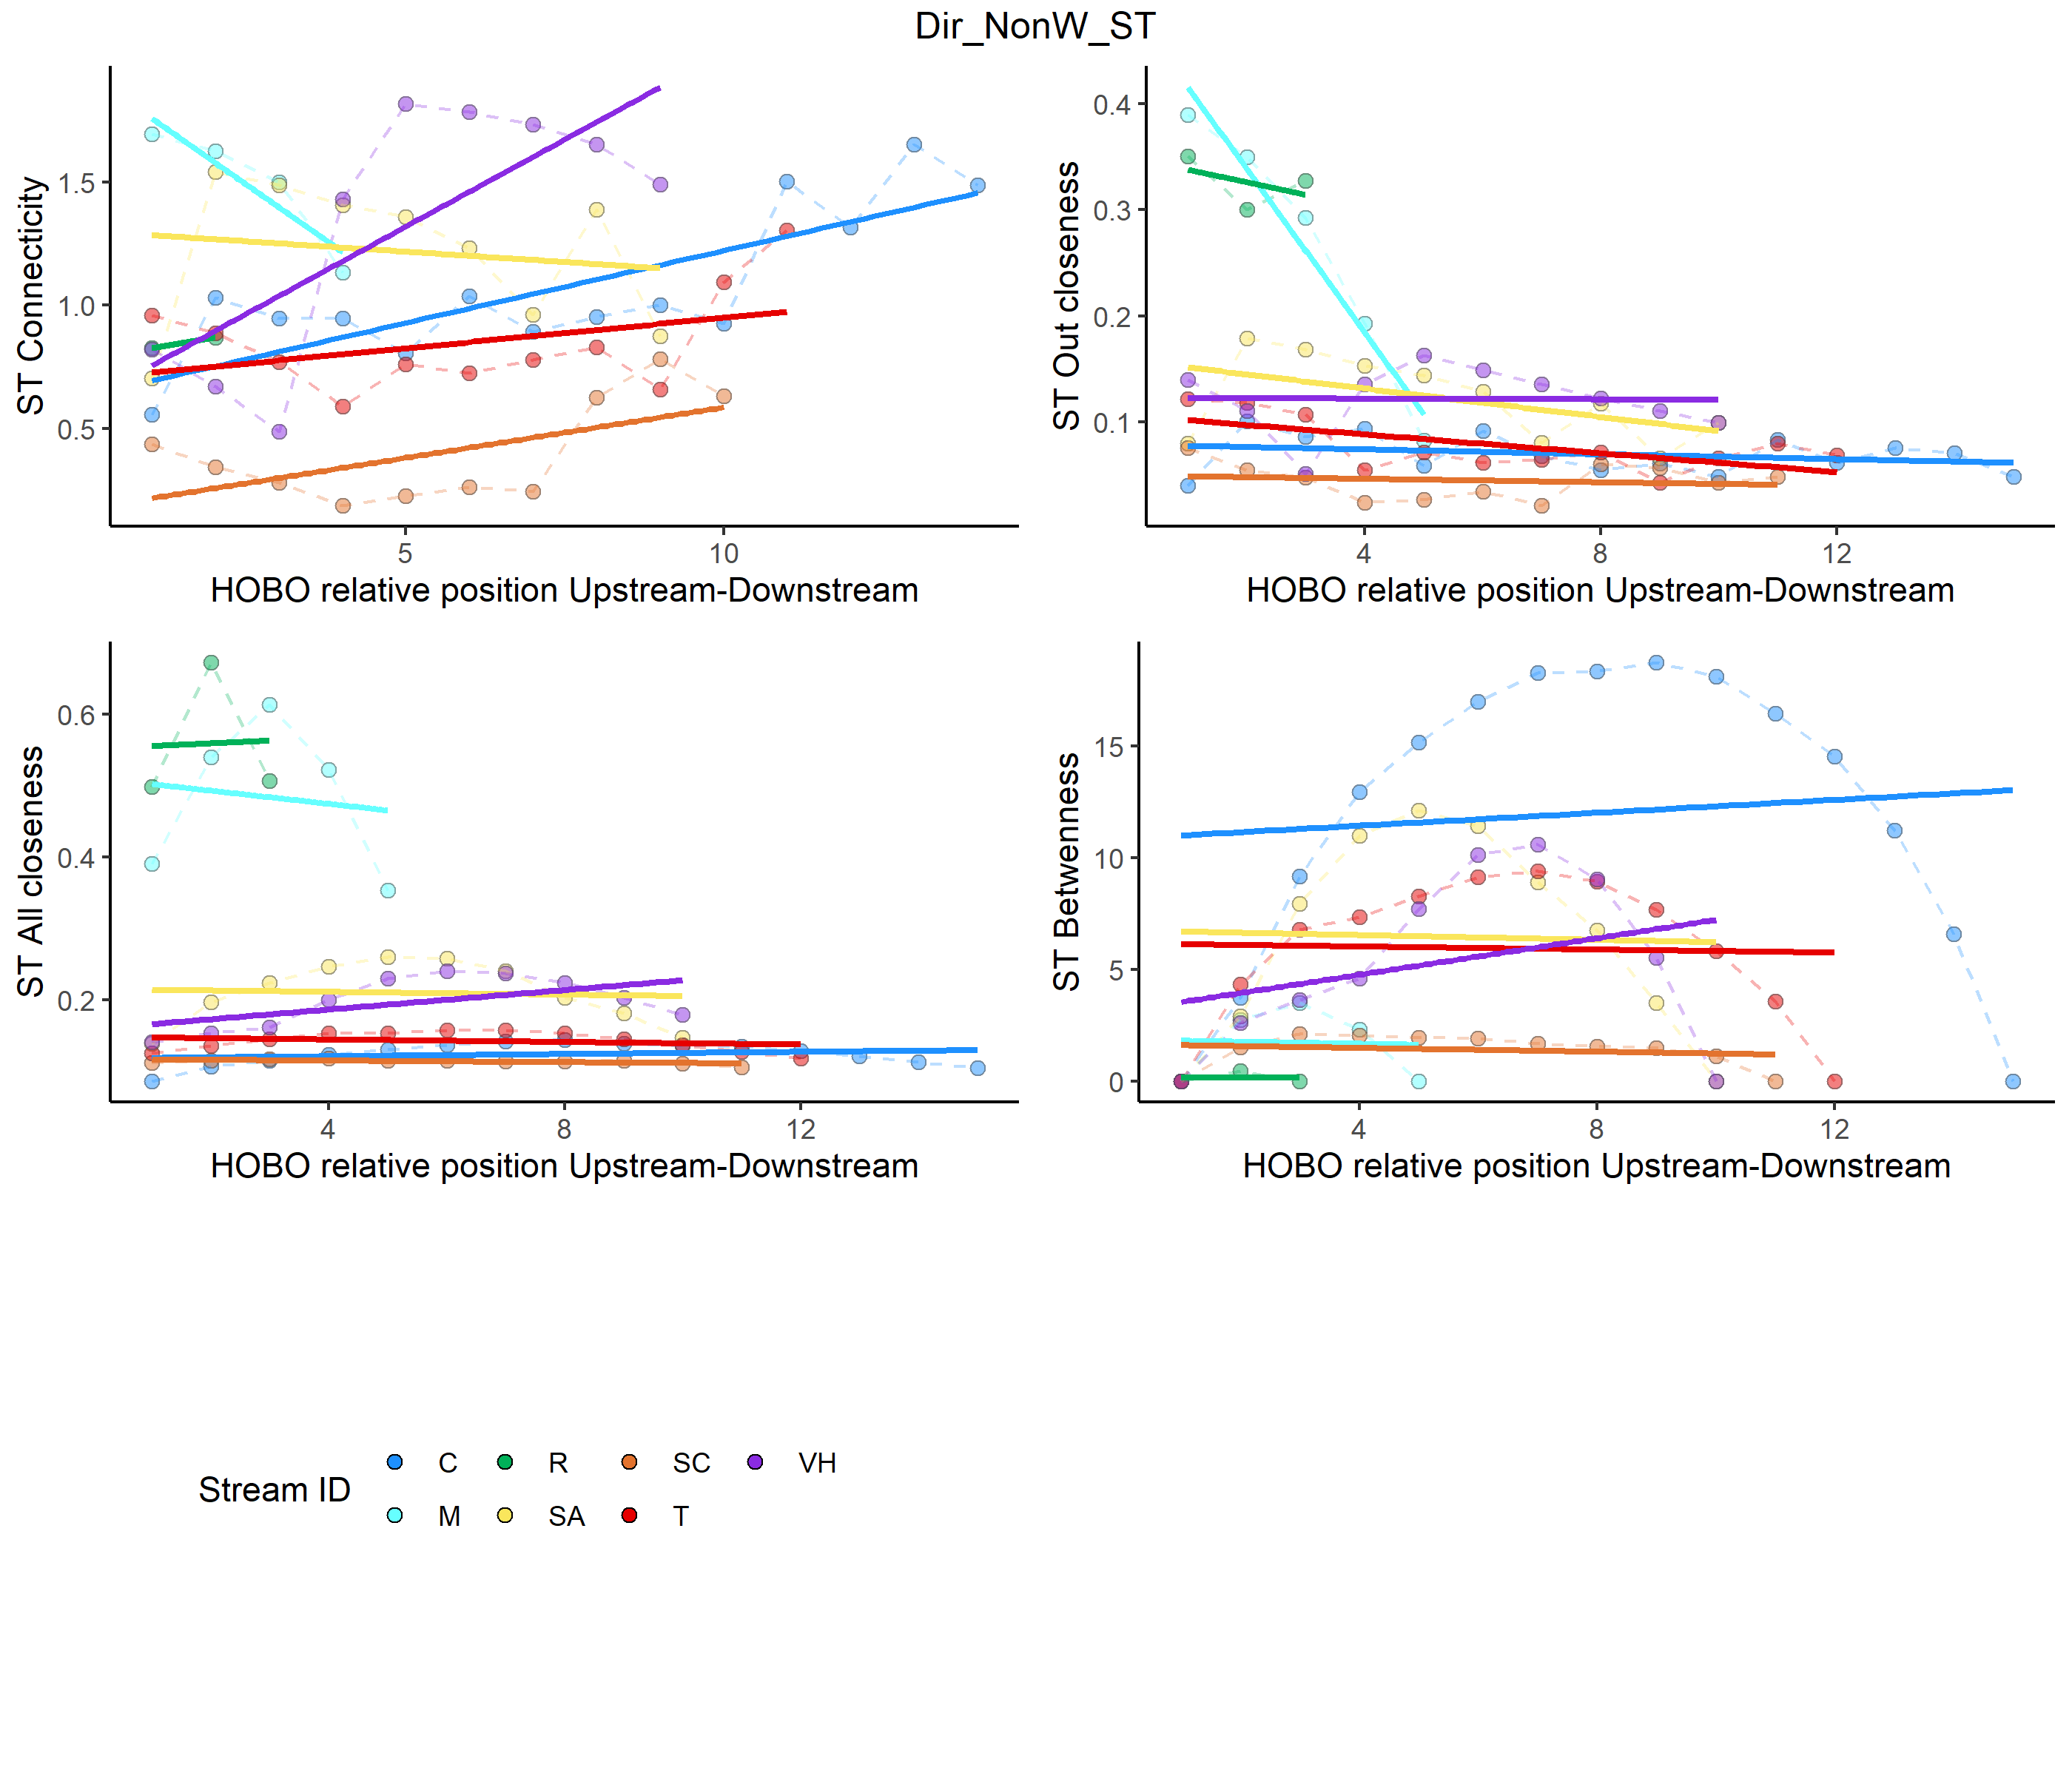 Dir_NonW_ST
ST Connecticity
1.5
1.0
0.5
5
10
HOBO relative position Upstream-Downstream
ST Out closeness
0.4
0.3
0.2
0.1
4
8
12
HOBO relative position Upstream-Downstream
ST All closeness
0.6
0.4
0.2
4
8
12
HOBO relative position Upstream-Downstream
ST Betwenness
15
10
5
0
4
8
12
HOBO relative position Upstream-Downstream
Stream ID
C
R
SC
VH
M
SA
T